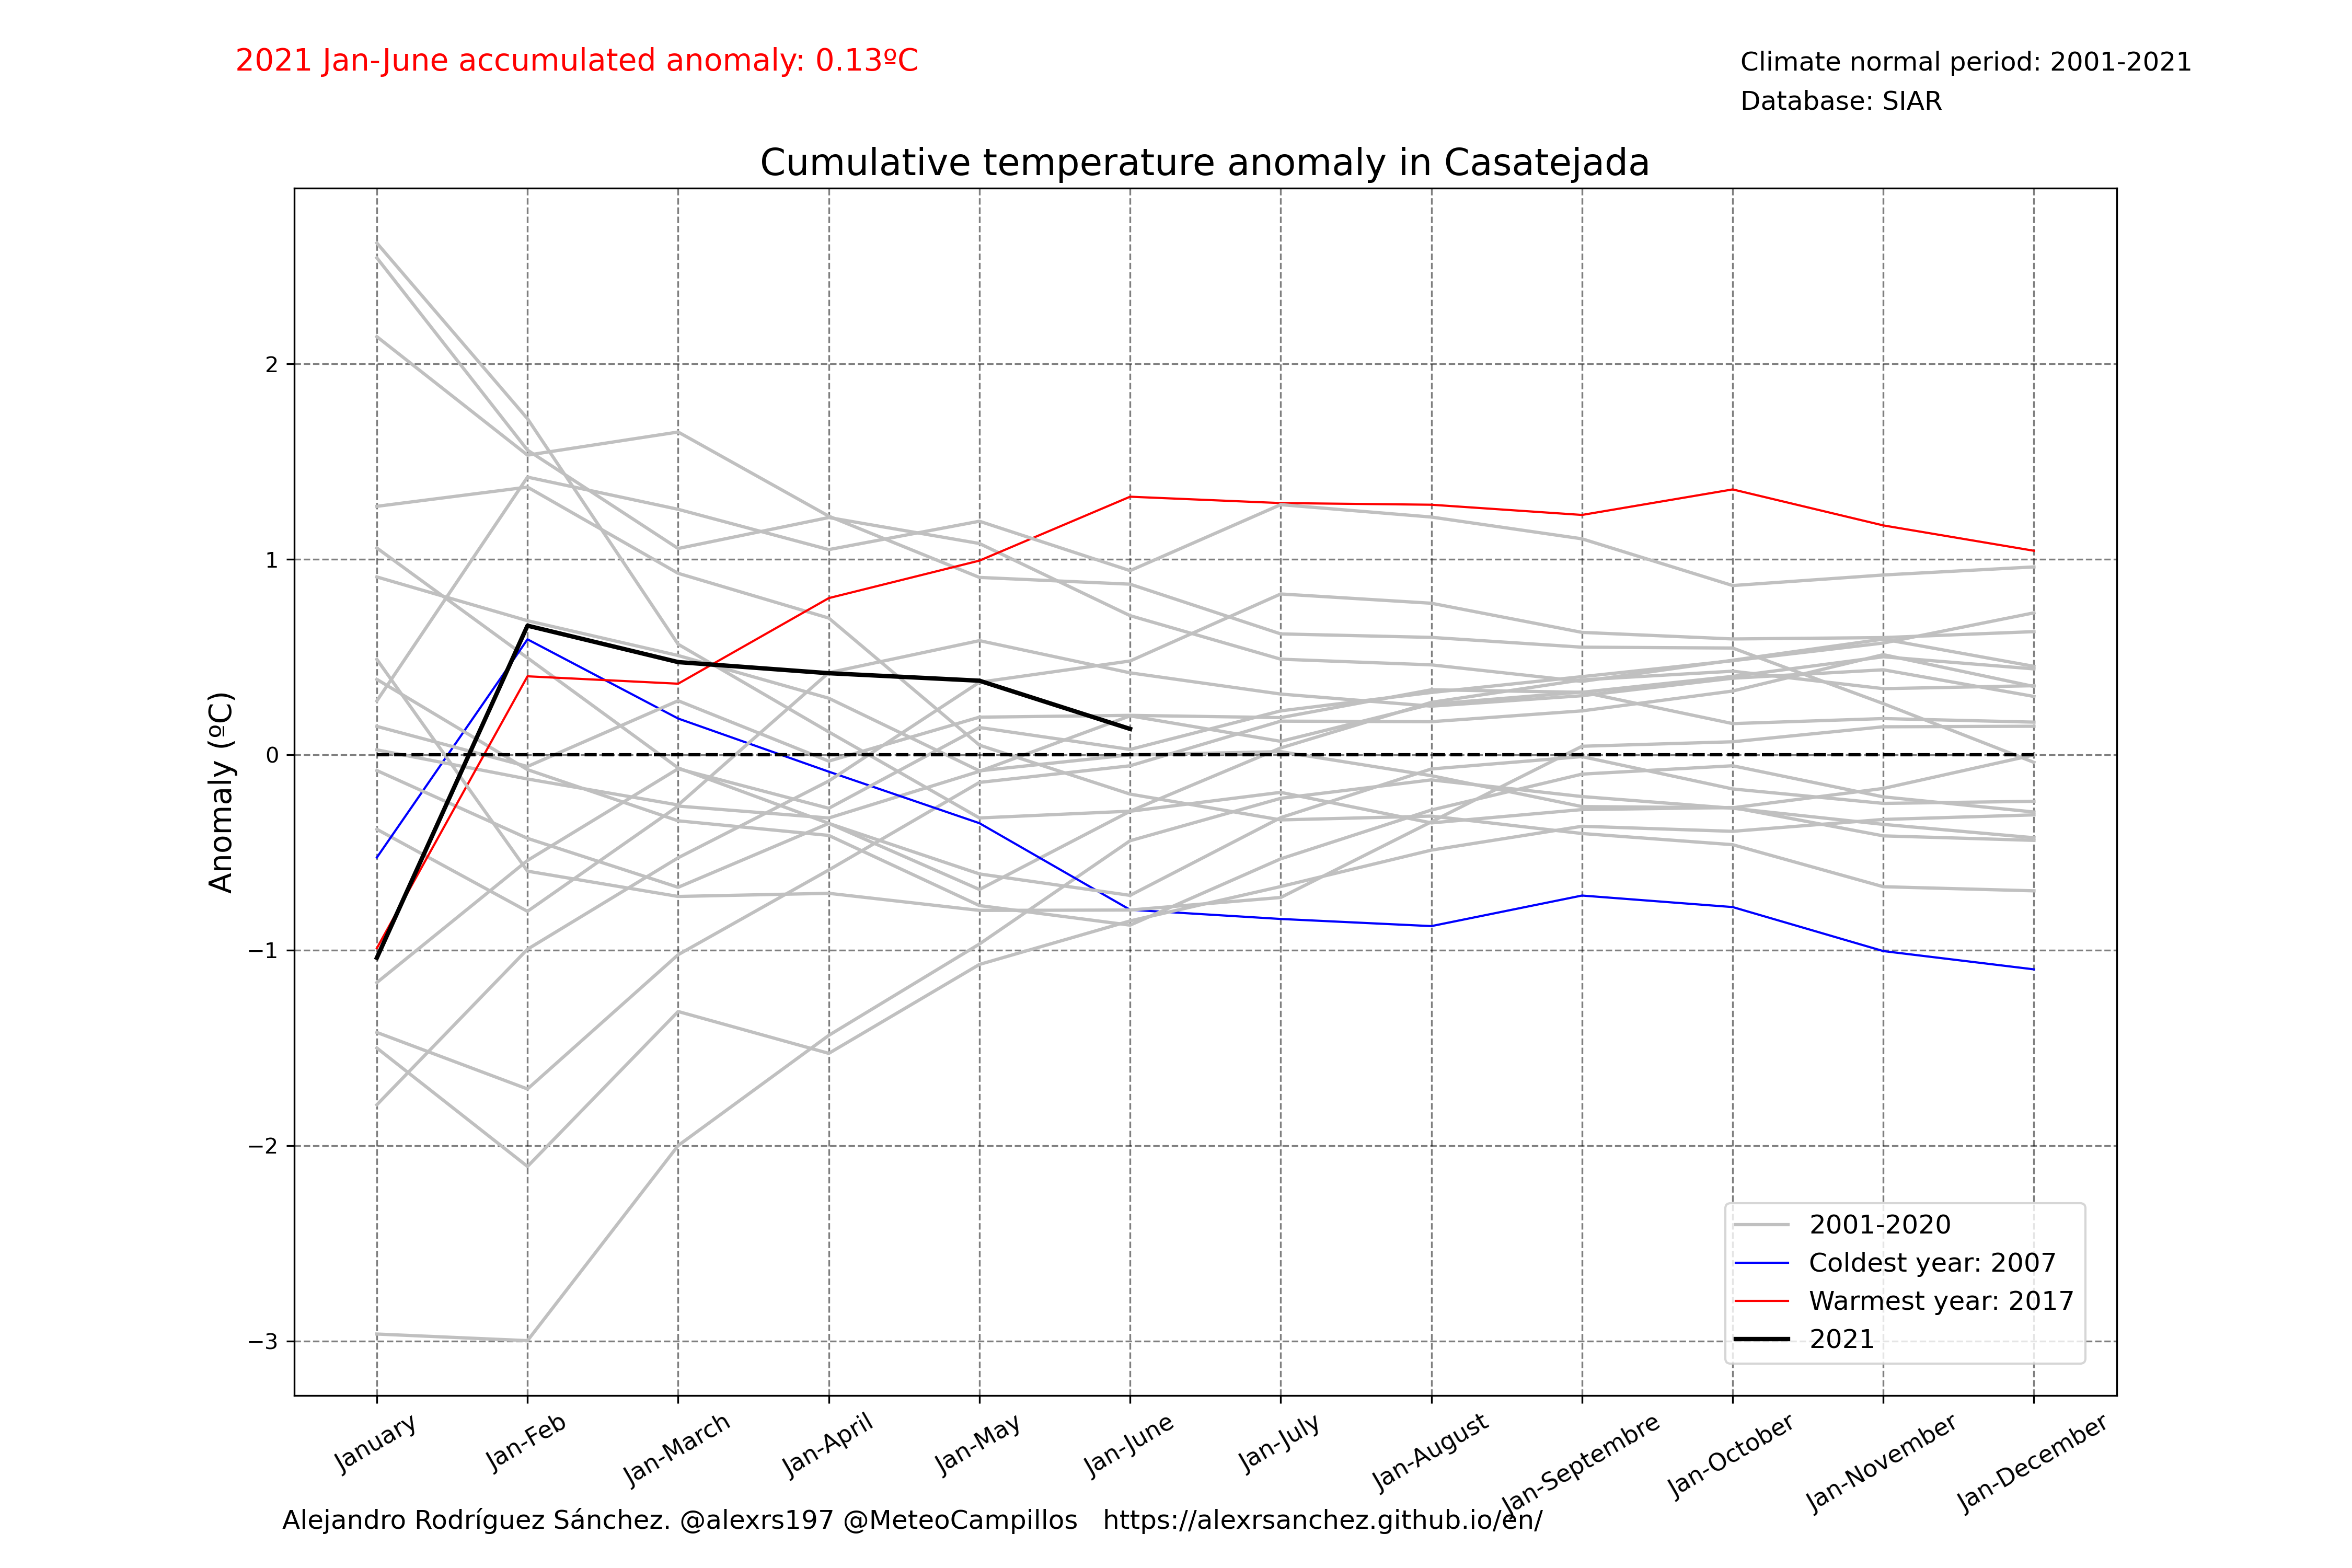 2021 Jan-June accumulated anomaly: 0.13ºC
Climate normal period: 2001-2021
Database: SIAR
Cumulative temperature anomaly in Casatejada
Anomaly (ºC)
2
1
0
−1
−2
−3
2001-2020
Coldest year: 2007
Warmest year: 2017
2021
January
Jan-Feb
Jan-March
Jan-April
Jan-May
Jan-June
Jan-July
Jan-August
Jan-Septembre
Jan-October
Jan-November
Jan-December
Alejandro Rodríguez Sánchez. @alexrs197 @MeteoCampillos https://alexrsanchez.github.io/en/